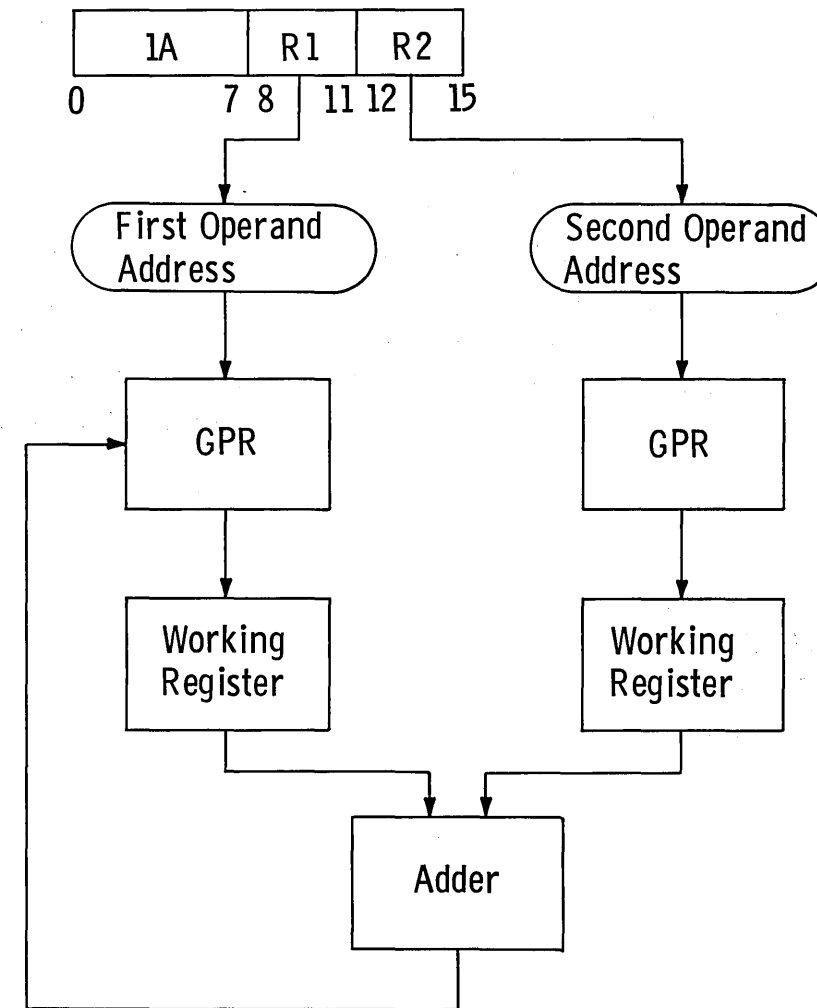 1A R1 R2
0 7 8 11 12 15
First Operand
Address
Second Operand
Address
GPR
GPR
Working
Register
Working
Register
Adder